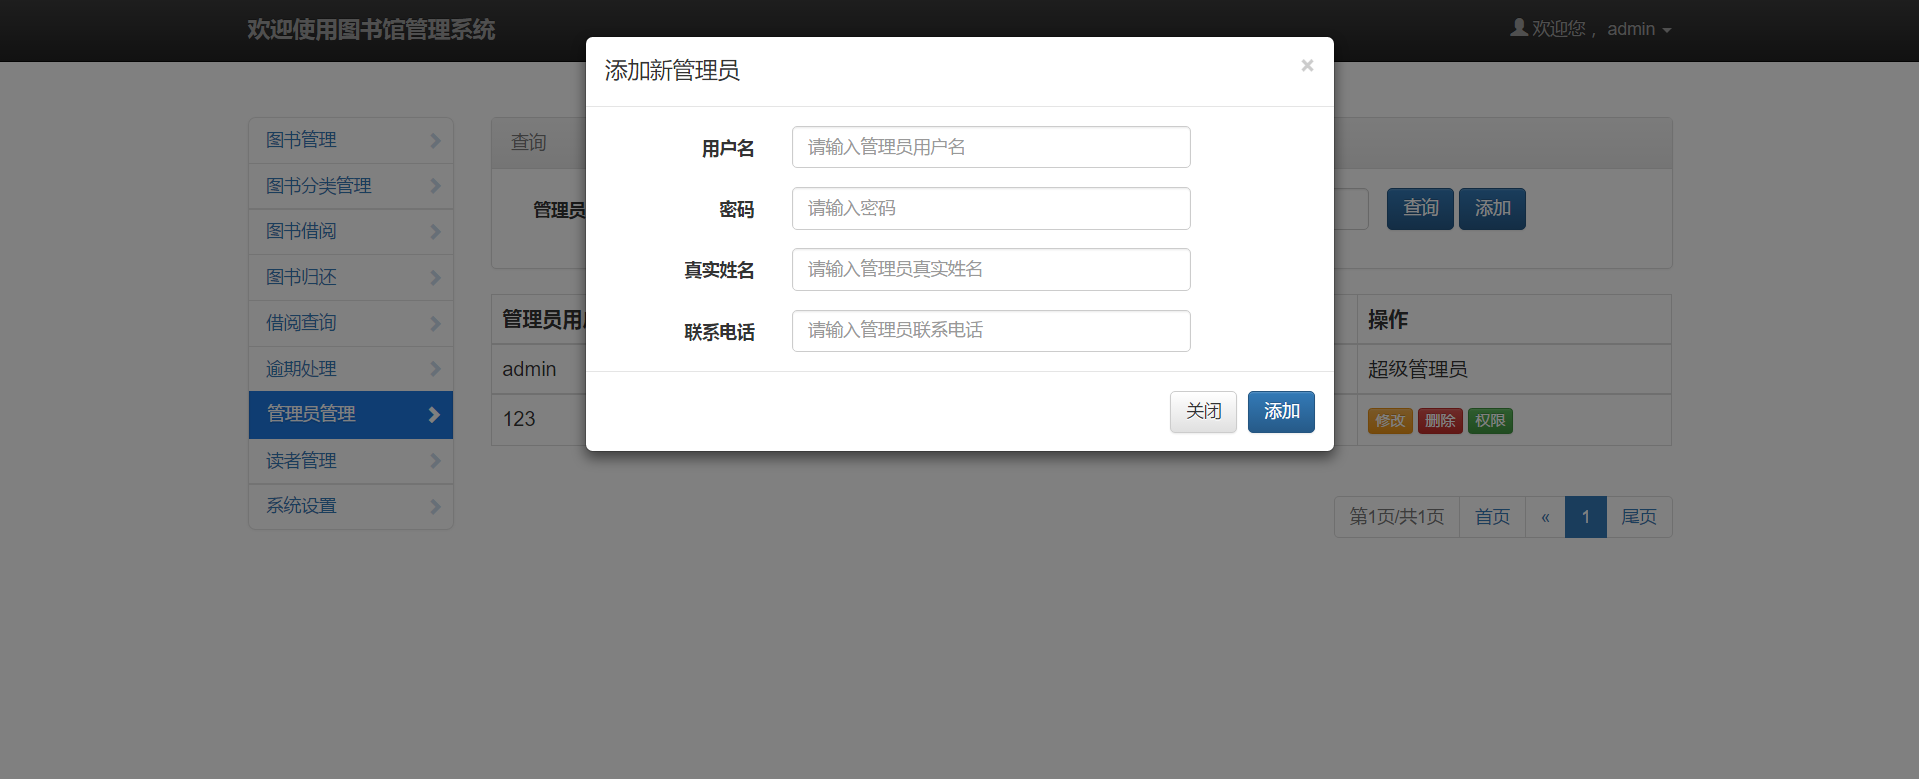 欢迎使用图书馆管理系统
欢迎您， admin
添加新管理员
×
用户名 请输入管理员用户名
密码 请输入密码
真实姓名 请输入管理员真实姓名
联系电话 请输入管理员联系电话
关闭 添加
图书管理
图书分类管理
图书借阅
图书归还
借阅查询
逾期处理
管理员管理
读者管理
系统设置
查询
管理员
查询 添加
管理员用 操作
admin 超级管理员
123 修改 删除 权限
第1页/共1页 首页 « 1 尾页